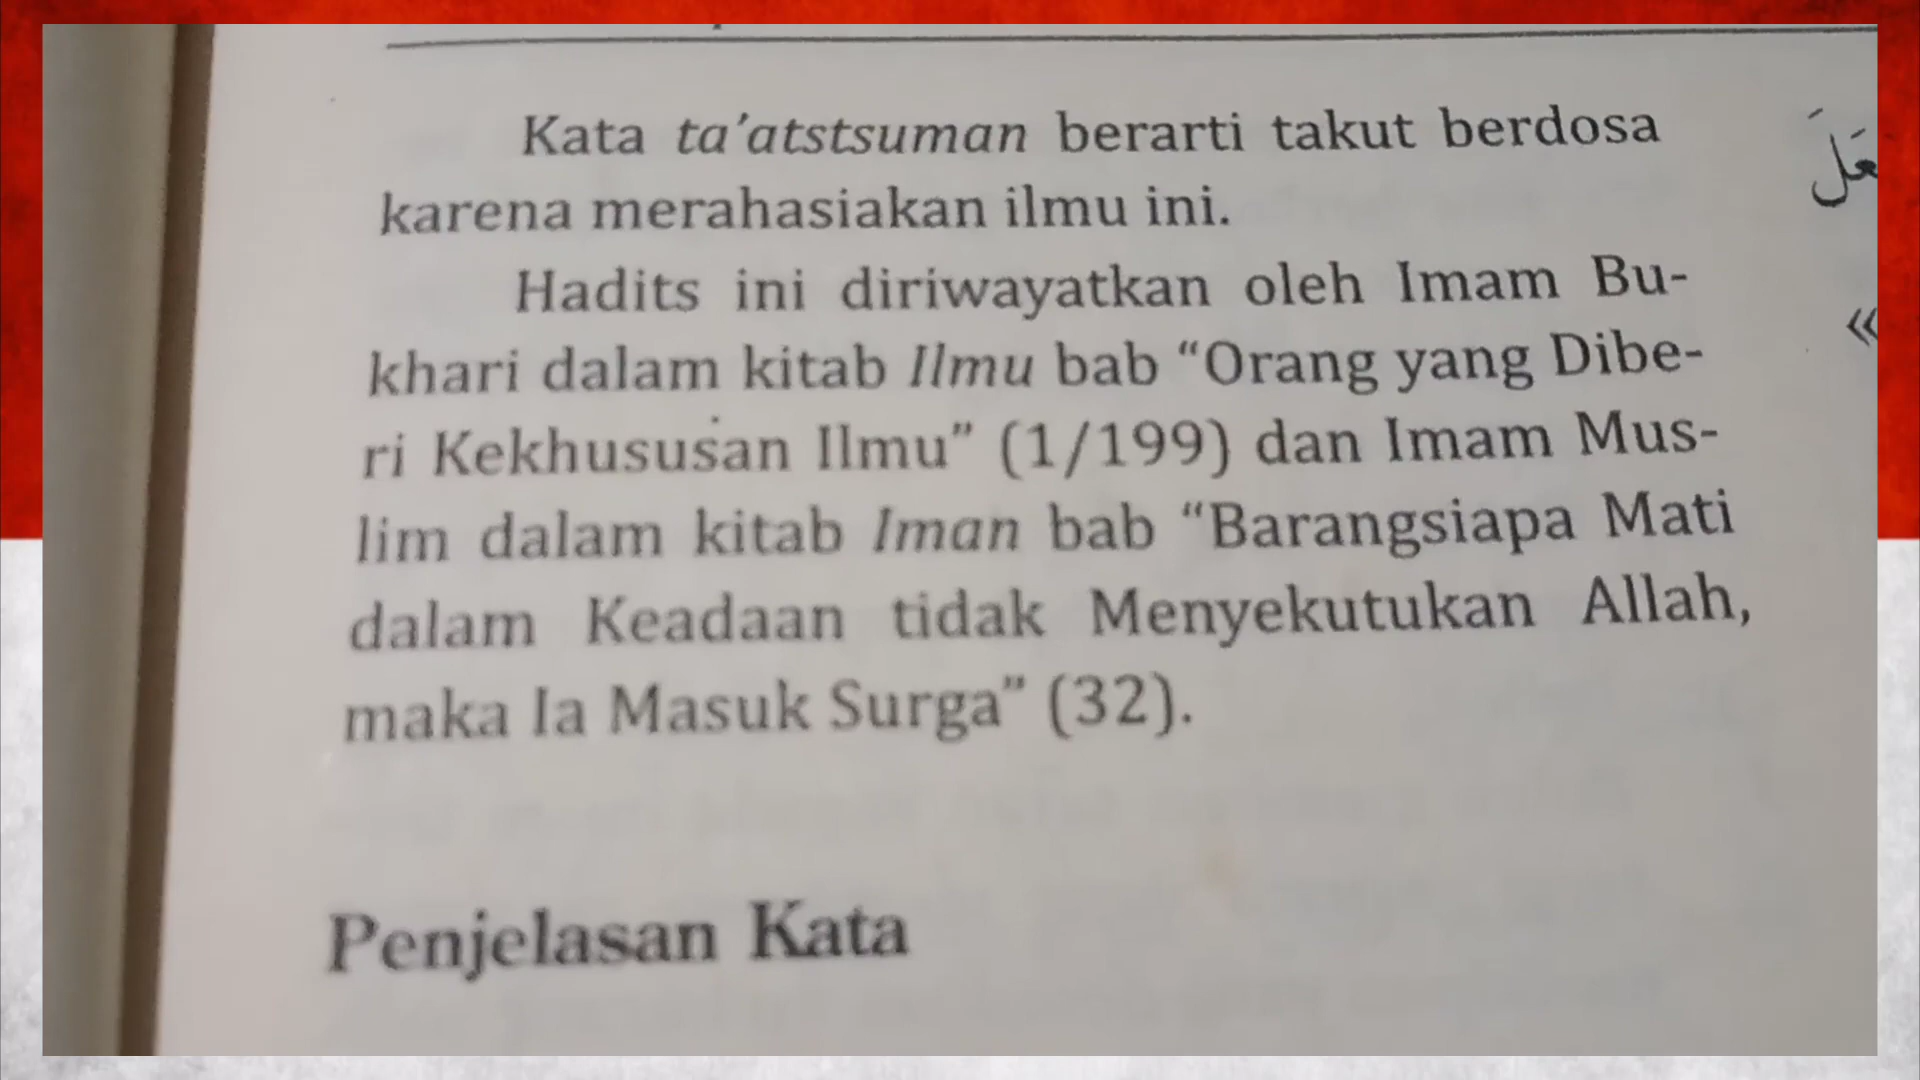 Kata ta’atstsuman berarti takut berdosa
karena merahasiakan ilmu ini.
Hadits ini diriwayatkan oleh Imam Bu-
khari dalam kitab Ilmu bab “Orang yang Dibe-
ri Kekhususan Ilmu” (1/199) dan Imam Mus-
lim dalam kitab Iman bab “Barangsiapa Mati
dalam Keadaan tidak Menyekutukan Allah,
maka Ia Masuk Surga” (32).
Penjelasan Kata